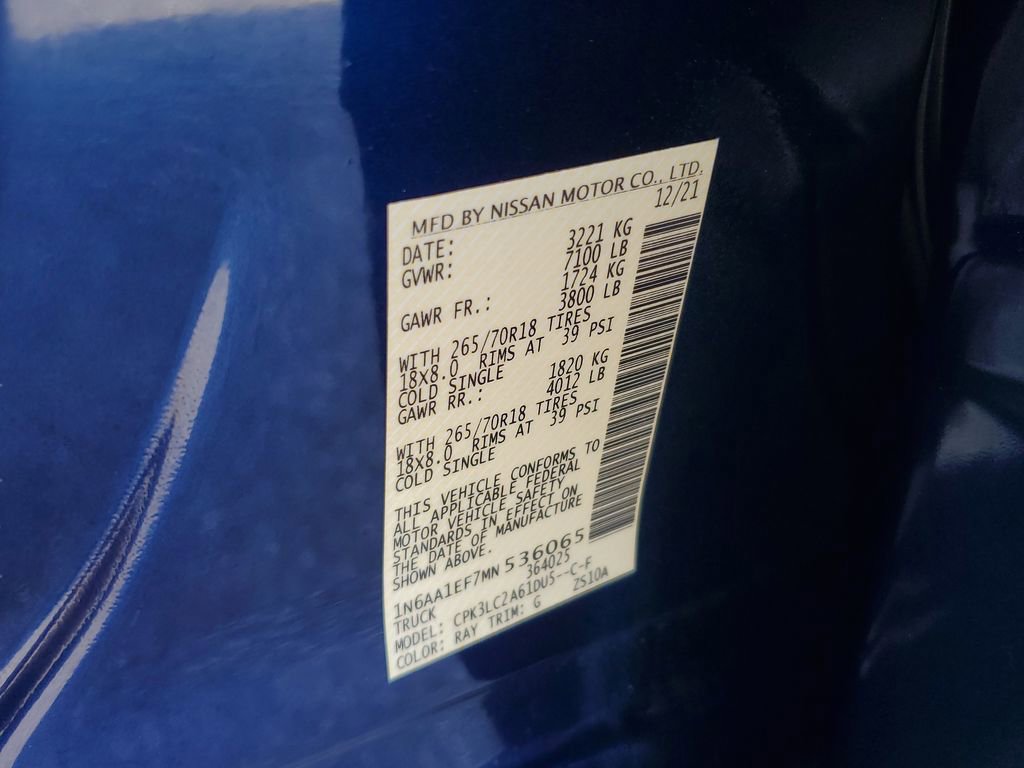 MFD BY NISSAN MOTOR CO., LTD.
DATE: 12/21
GVWR: 3221 KG
7100 LB
GAWR FR.: 1724 KG
3800 LB
WITH 265/70R18 TIRES
18X8.0 RIMS AT 39 PSI
COLD SINGLE
GAWR RR.: 1820 KG
4012 LB
WITH 265/70R18 TIRES
18X8.0 RIMS AT 39 PSI
COLD SINGLE
THIS VEHICLE CONFORMS TO
ALL APPLICABLE FEDERAL
MOTOR VEHICLE SAFETY
STANDARDS IN EFFECT ON
THE DATE OF MANUFACTURE
SHOWN ABOVE.
1N6AA1EF7MN 536065
TRUCK 364025
MODEL: CPK3LC2A61DU5--C-F
COLOR: RAY TRIM: G ZS10A